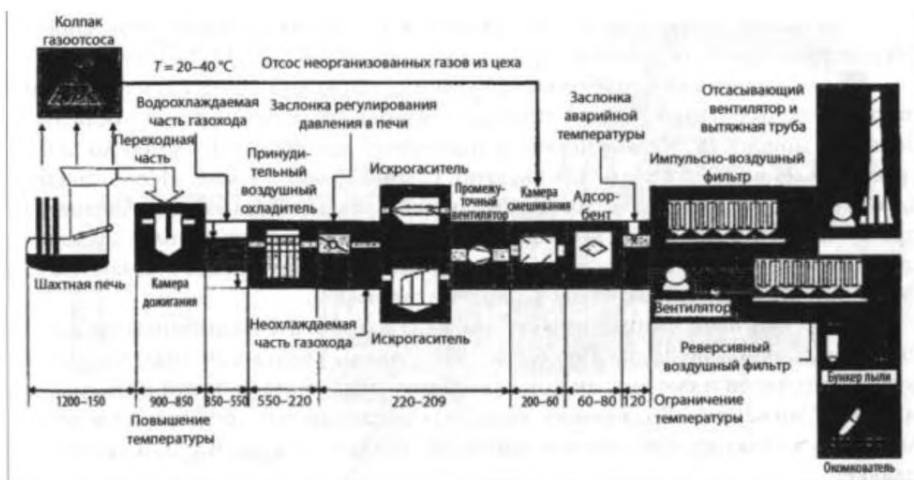 Колпак
газоотсоса
T = 20–40 °C
Отсос неорганизованных газов из цеха
Водоохлаждаемая
часть газохода
Заслонка регулирования
давления в печи
Заслонка
аварийной
температуры
Отсасывающий
вентилятор и
вытяжная труба
Переходная
часть
Принуди-
тельный
воздушный
охладитель
Искрогаситель
Промежу-
точный
вентилятор
Камера
смешивания
Адсор-
бент
Импульсно-воздушный
фильтр
Шахтная печь
Камера
дожигания
Неохлаждаемая
часть газохода
Искрогаситель
Вентилятор
Реверсивный
воздушный фильтр
Бункер пыли
1200–150
900–850
850–550
550–220
220–209
200–60
60–80
120
Повышение
температуры
Ограничение
температуры
Окомкователь